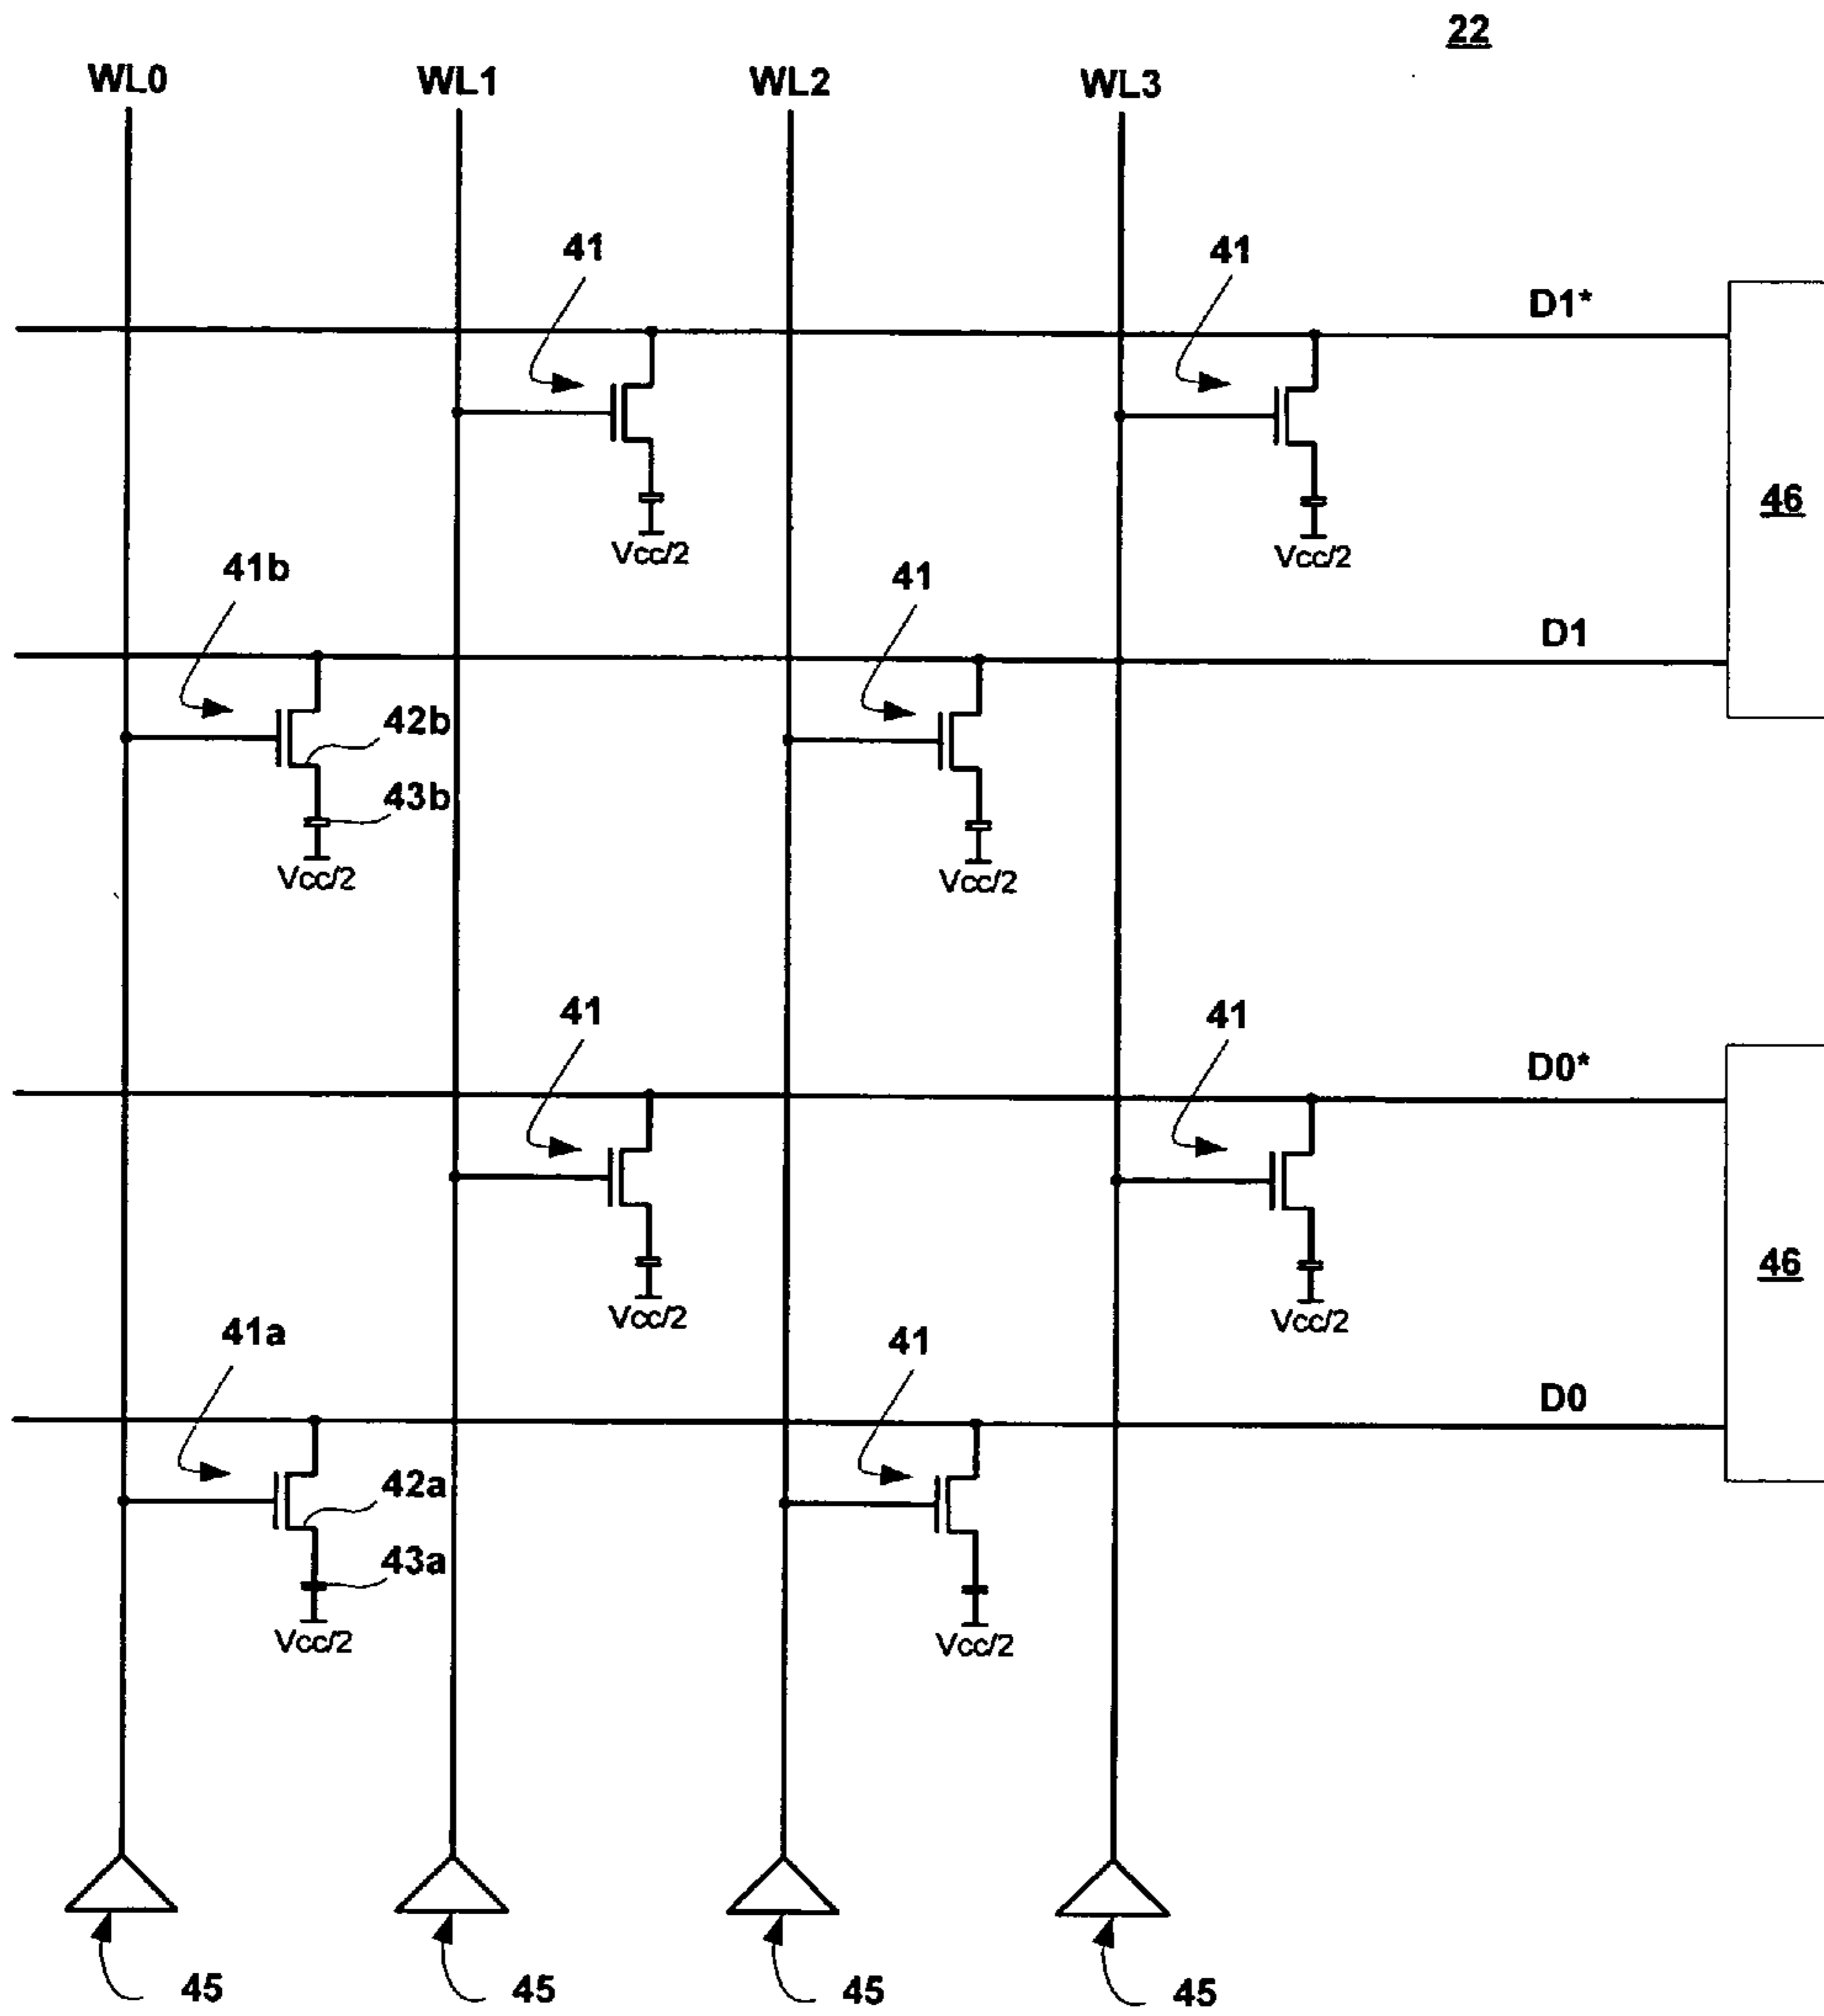 22
WL0 WL1 WL2 WL3
41 41
D1*
46
Vcc/2 Vcc/2
41b 41
D1
42b
43b
Vcc/2 Vcc/2
41 41
D0*
46
Vcc/2 Vcc/2
41a 41
D0
42a
43a
Vcc/2 Vcc/2
45 45 45 45